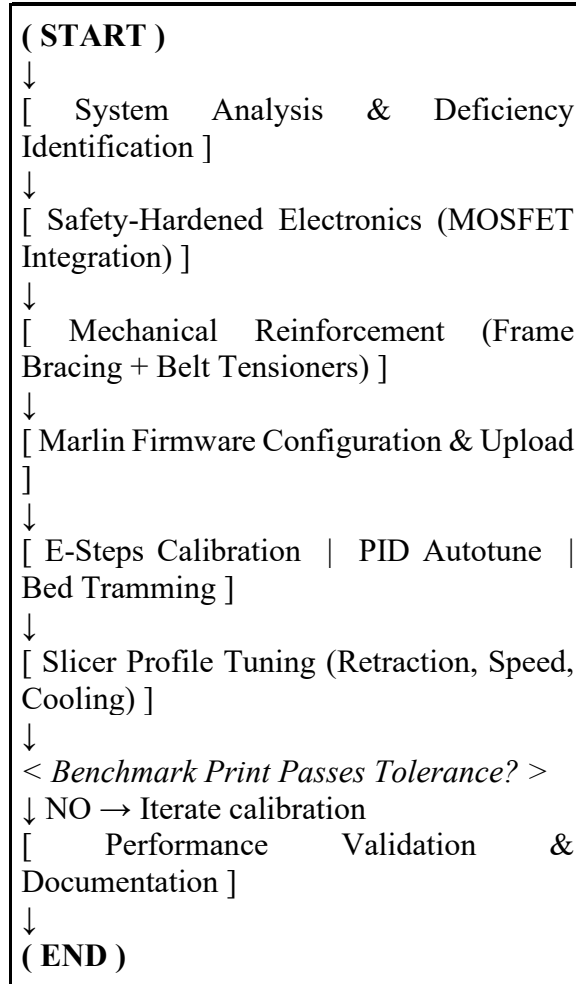 ( START )
↓
[ System Analysis & Deficiency
Identification ]
↓
[ Safety-Hardened Electronics (MOSFET
Integration) ]
↓
[ Mechanical Reinforcement (Frame
Bracing + Belt Tensioners) ]
↓
[ Marlin Firmware Configuration & Upload
]
↓
[ E-Steps Calibration | PID Autotune |
Bed Tramming ]
↓
[ Slicer Profile Tuning (Retraction, Speed,
Cooling) ]
↓
< Benchmark Print Passes Tolerance? >
↓ NO → Iterate calibration
[ Performance Validation &
Documentation ]
↓
( END )